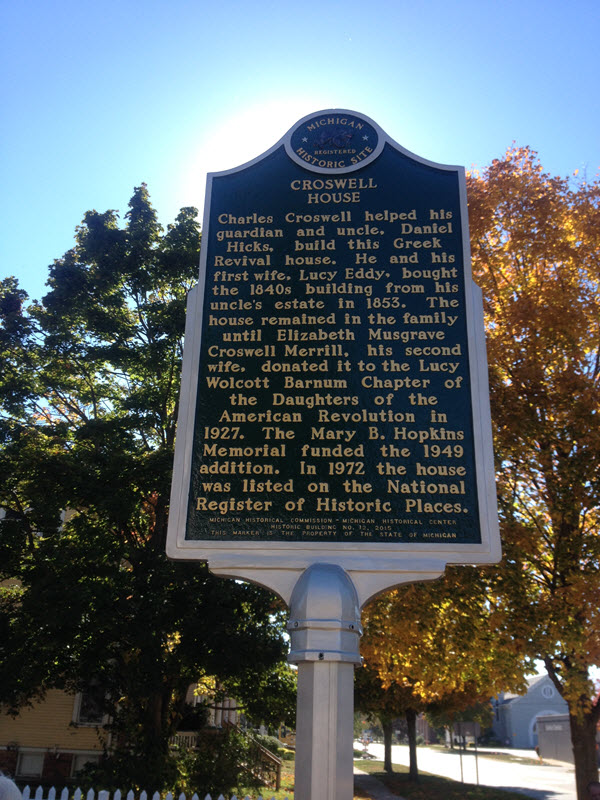 MICHIGAN
REGISTERED
HISTORIC SITE
CROSWELL
HOUSE
Charles Croswell helped his
guardian and uncle, Daniel
Hicks, build this Greek
Revival house. He and his
first wife, Lucy Eddy, bought
the 1840s building from his
uncle's estate in 1853. The
house remained in the family
until Elizabeth Musgrave
Croswell Merrill, his second
wife, donated it to the Lucy
Wolcott Barnum Chapter of
the Daughters of the
American Revolution in
1927. The Mary B. Hopkins
Memorial funded the 1949
addition. In 1972 the house
was listed on the National
Register of Historic Places.
MICHIGAN HISTORICAL COMMISSION - MICHIGAN HISTORICAL CENTER
HISTORIC BUILDING NO. 12, 2015
THIS MARKER IS THE PROPERTY OF THE STATE OF MICHIGAN